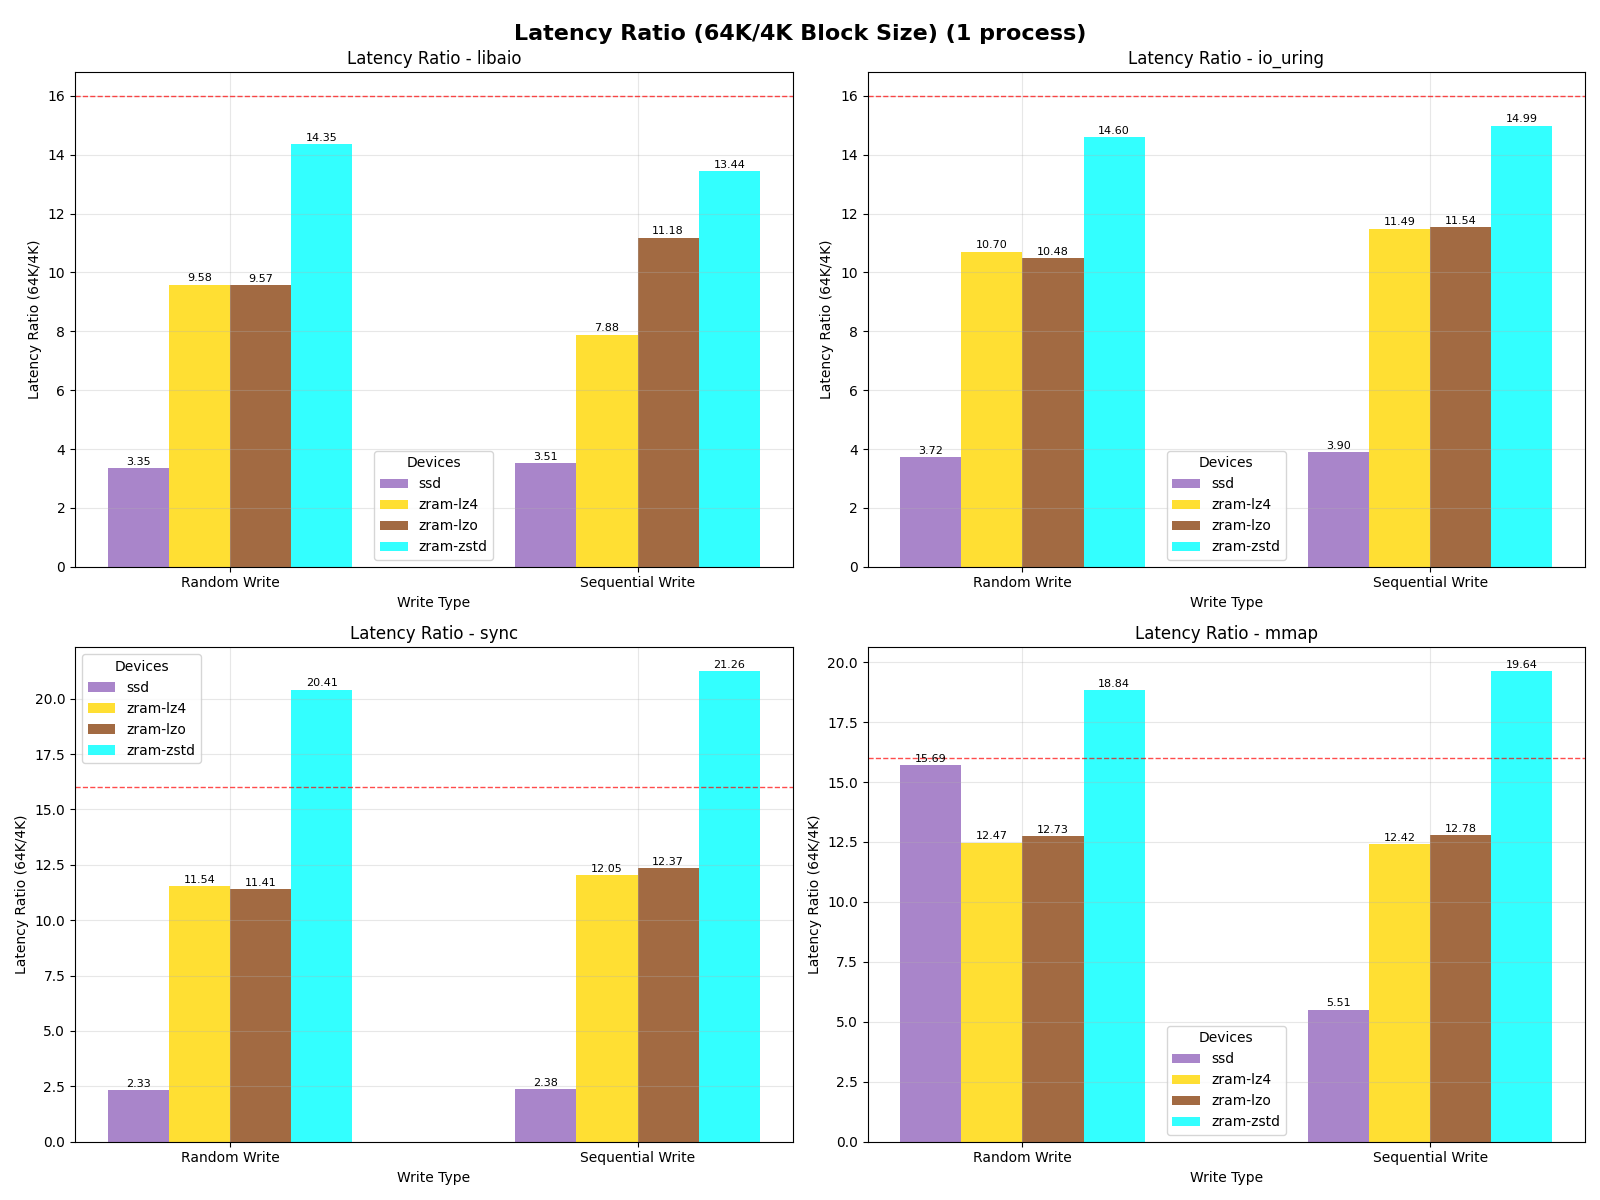 Latency Ratio (64K/4K Block Size) (1 process)
Latency Ratio - libaio
Latency Ratio (64K/4K)
16
14
12
10
8
6
4
2
0
3.35
9.58
9.57
14.35
3.51
7.88
11.18
13.44
Devices
ssd
zram-lz4
zram-lzo
zram-zstd
Random Write
Sequential Write
Write Type
Latency Ratio - io_uring
Latency Ratio (64K/4K)
16
14
12
10
8
6
4
2
0
3.72
10.70
10.48
14.60
3.90
11.49
11.54
14.99
Devices
ssd
zram-lz4
zram-lzo
zram-zstd
Random Write
Sequential Write
Write Type
Latency Ratio - sync
Latency Ratio (64K/4K)
20.0
17.5
15.0
12.5
10.0
7.5
5.0
2.5
0.0
Devices
ssd
zram-lz4
zram-lzo
zram-zstd
2.33
11.54
11.41
20.41
2.38
12.05
12.37
21.26
Random Write
Sequential Write
Write Type
Latency Ratio - mmap
Latency Ratio (64K/4K)
20.0
17.5
15.0
12.5
10.0
7.5
5.0
2.5
0.0
15.69
12.47
12.73
18.84
5.51
12.42
12.78
19.64
Devices
ssd
zram-lz4
zram-lzo
zram-zstd
Random Write
Sequential Write
Write Type